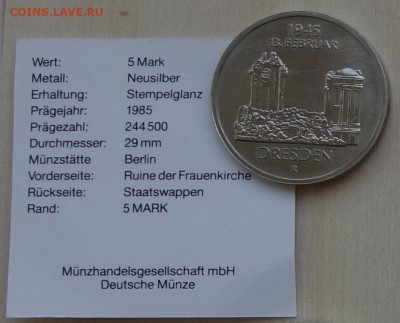 COINS.LAVE.RU
Wert: 5 Mark
Metall: Neusilber
Erhaltung: Stempelglanz
Prägejahr: 1985
Prägezahl: 244500
Durchmesser: 29 mm
Münzstätte Berlin
Vorderseite: Ruine der Frauenkirche
Rückseite: Staatswappen
Rand: 5 MARK
Münzhandelsgesellschaft mbH
Deutsche Münze
1945
13. FEBRUAR
DRESDEN